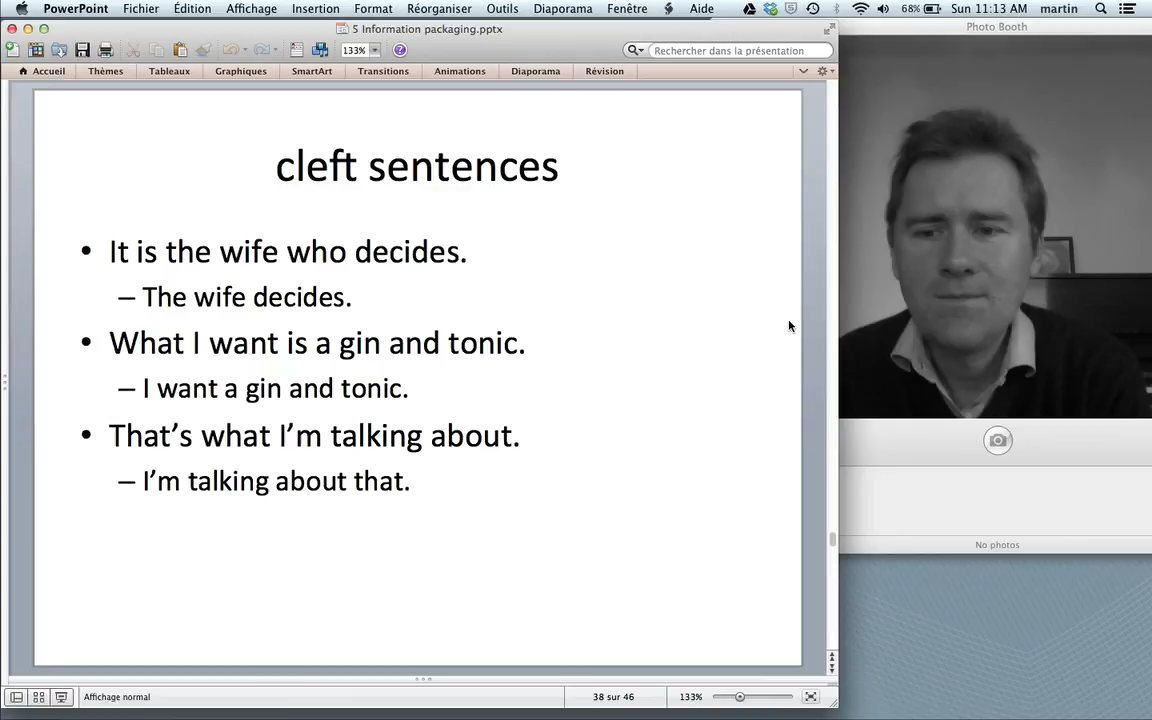 PowerPoint Fichier Édition Affichage Insertion Format Réorganiser Outils Diaporama Fenêtre Aide 68% Sun 11:13 AM martin
5 Information packaging.pptx
Photo Booth
133% Rechercher dans la présentation
Accueil Thèmes Tableaux Graphiques SmartArt Transitions Animations Diaporama Révision
cleft sentences
• It is the wife who decides.
– The wife decides.
• What I want is a gin and tonic.
– I want a gin and tonic.
• That’s what I’m talking about.
– I’m talking about that.
No photos
Affichage normal 38 sur 46 133%